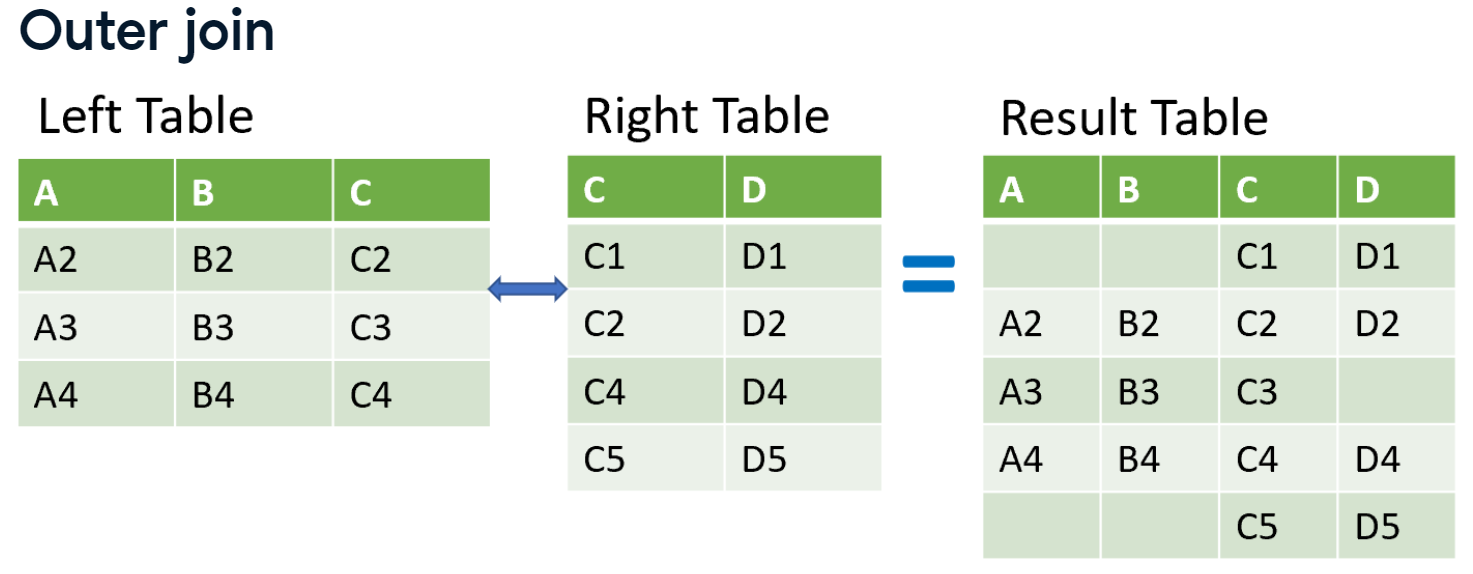 Outer join
Left Table
A B C
A2 B2 C2
A3 B3 C3
A4 B4 C4
Right Table
C D
C1 D1
C2 D2
C4 D4
C5 D5
=
Result Table
A B C D
C1 D1
A2 B2 C2 D2
A3 B3 C3
A4 B4 C4 D4
C5 D5